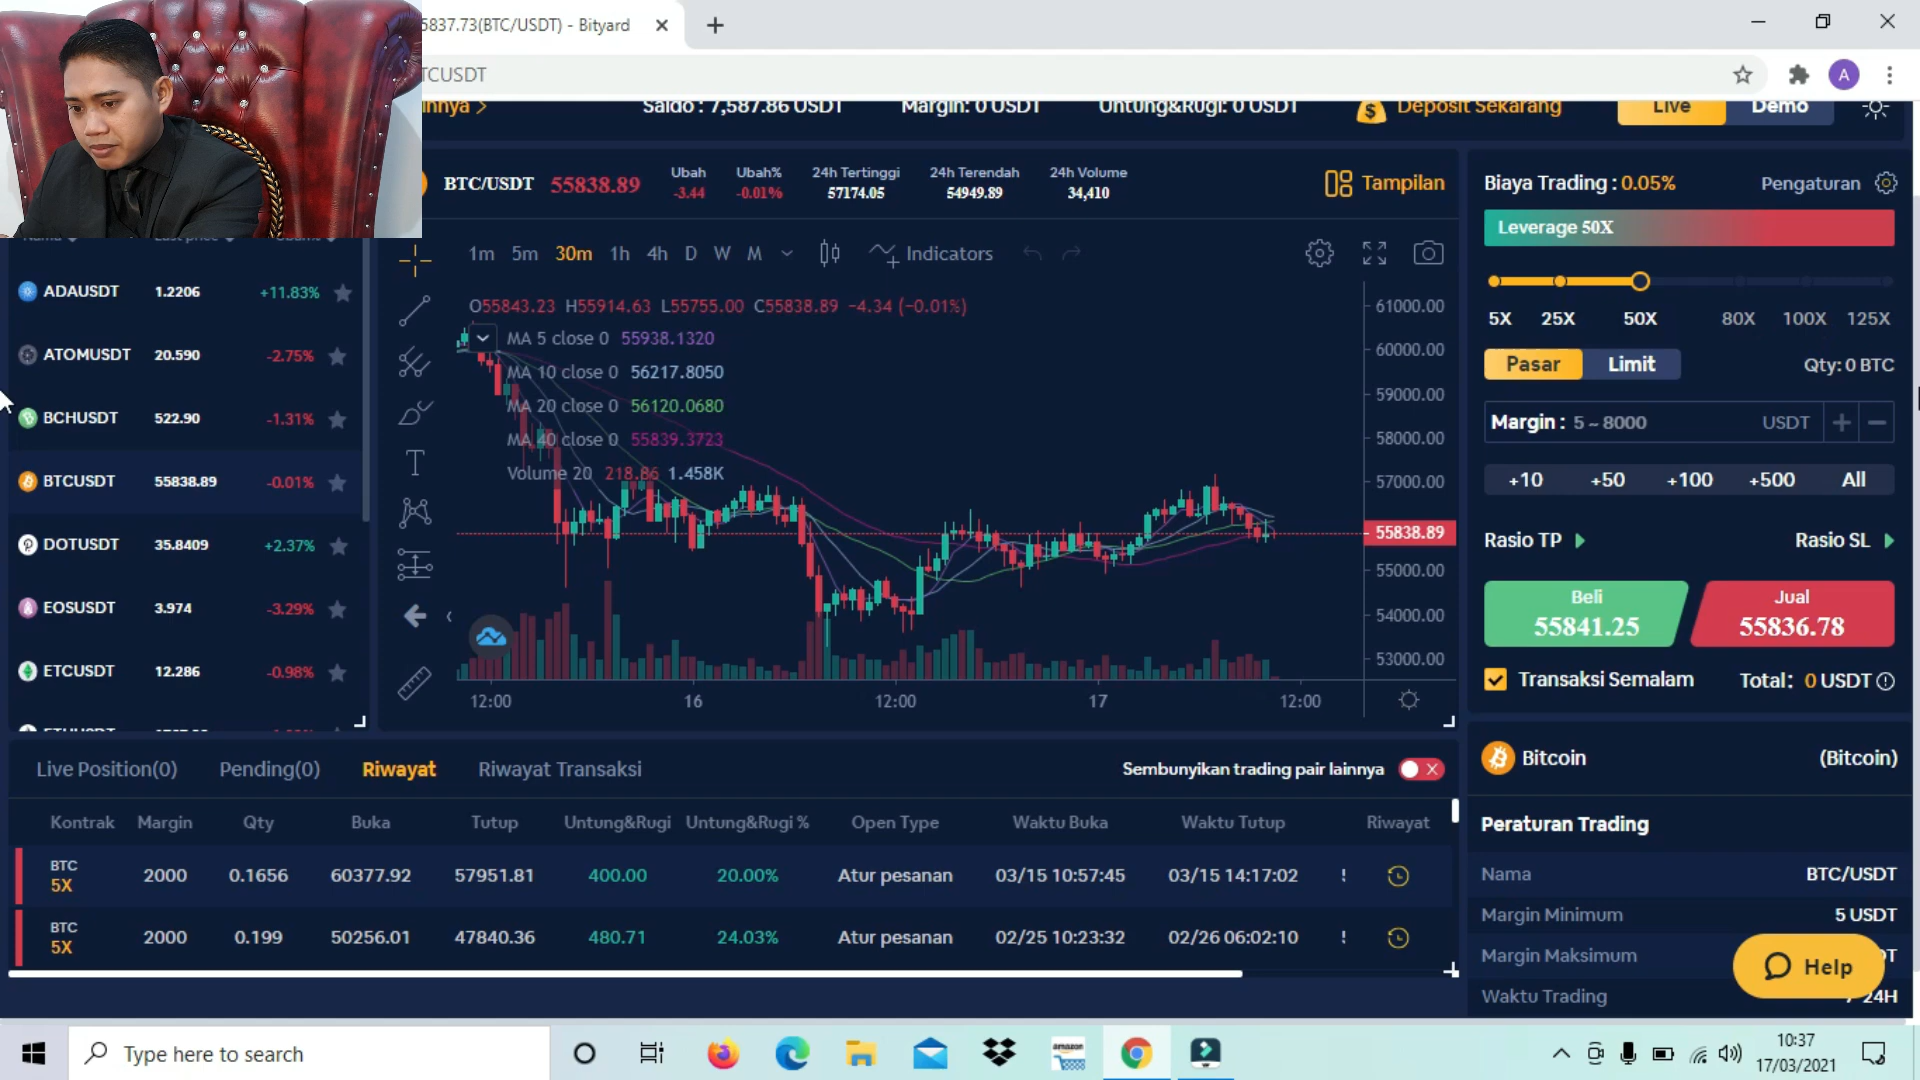 5837.73(BTC/USDT) - Bityard
TCUSDT
innya >
Saldo : 7,587.86 USDT
Margin: 0 USDT
Untung&Rugi: 0 USDT
Deposit Sekarang
Live
Demo
BTC/USDT 55838.89
Ubah
-3.44
Ubah%
-0.01%
24h Tertinggi
57174.05
24h Terendah
54949.89
24h Volume
34,410
Tampilan
Nama
Last price
ADAUSDT 1.2206 +11.83%
ATOMUSDT 20.590 -2.75%
BCHUSDT 522.90 -1.31%
BTCUSDT 55838.89 -0.01%
DOTUSDT 35.8409 +2.37%
EOSUSDT 3.974 -3.29%
ETCUSDT 12.286 -0.98%
1m 5m 30m 1h 4h D W M
Indicators
O55843.23 H55914.63 L55755.00 C55838.89 −4.34 (−0.01%)
MA 5 close 0 55938.1320
MA 10 close 0 56217.8050
MA 20 close 0 56120.0680
MA 40 close 0 55839.3723
Volume 20 218.86 1.458K
61000.00
60000.00
59000.00
58000.00
57000.00
55838.89
55000.00
54000.00
53000.00
12:00 16 12:00 17 12:00
Biaya Trading : 0.05%
Pengaturan
Leverage 50X
5X 25X 50X 80X 100X 125X
Pasar
Limit
Qty: 0 BTC
Margin : 5 ~ 8000 USDT + −
+10 +50 +100 +500 All
Rasio TP
Rasio SL
Beli
55841.25
Jual
55836.78
Transaksi Semalam
Total: 0 USDT
Live Position(0)
Pending(0)
Riwayat
Riwayat Transaksi
Sembunyikan trading pair lainnya
Kontrak Margin Qty Buka Tutup Untung&Rugi Untung&Rugi % Open Type Waktu Buka Waktu Tutup Riwayat
BTC
5X
2000 0.1656 60377.92 57951.81 400.00 20.00% Atur pesanan 03/15 10:57:45 03/15 14:17:02
BTC
5X
2000 0.199 50256.01 47840.36 480.71 24.03% Atur pesanan 02/25 10:23:32 02/26 06:02:10
Bitcoin
(Bitcoin)
Peraturan Trading
Nama BTC/USDT
Margin Minimum 5 USDT
Margin Maksimum
Waktu Trading 24H
Help
Type here to search
amazon
10:37
17/03/2021
A